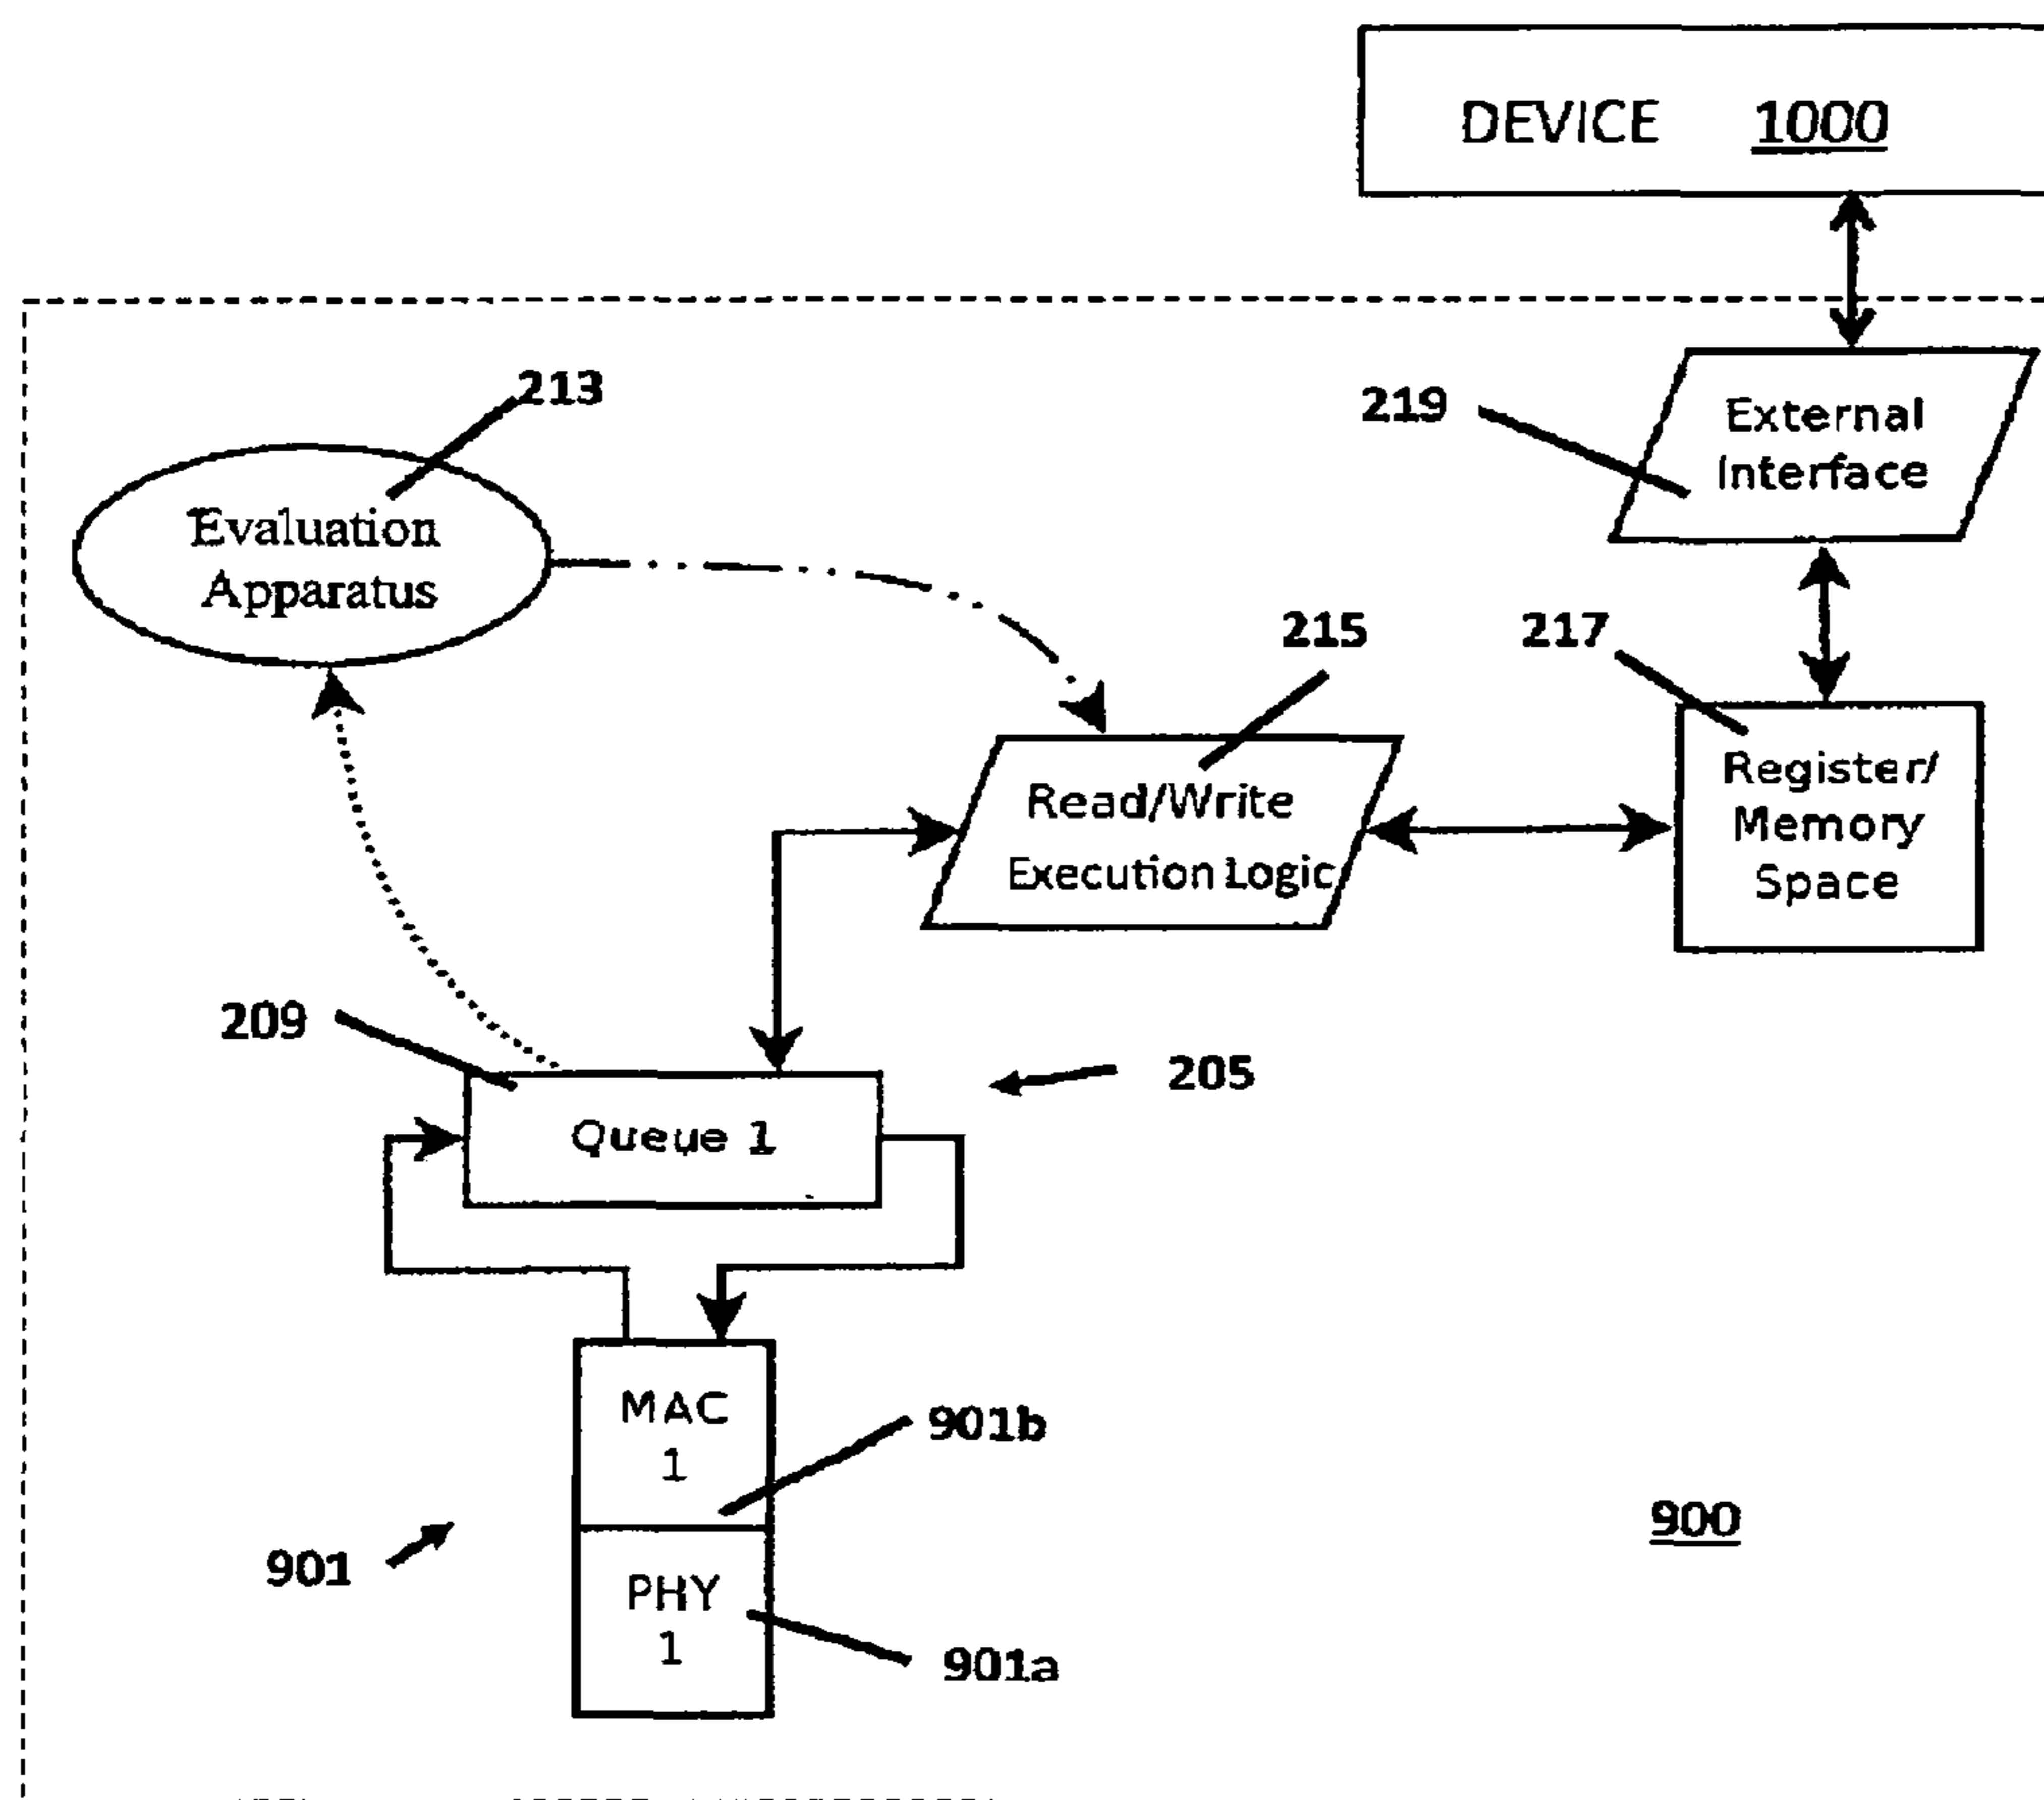 DEVICE 1000
213
219
External
Interface
Evaluation
Apparatus
215
217
Read/Write
Execution Logic
Register/
Memory
Space
209
205
Queue 1
MAC
1
901b
900
901
PHY
1
901a